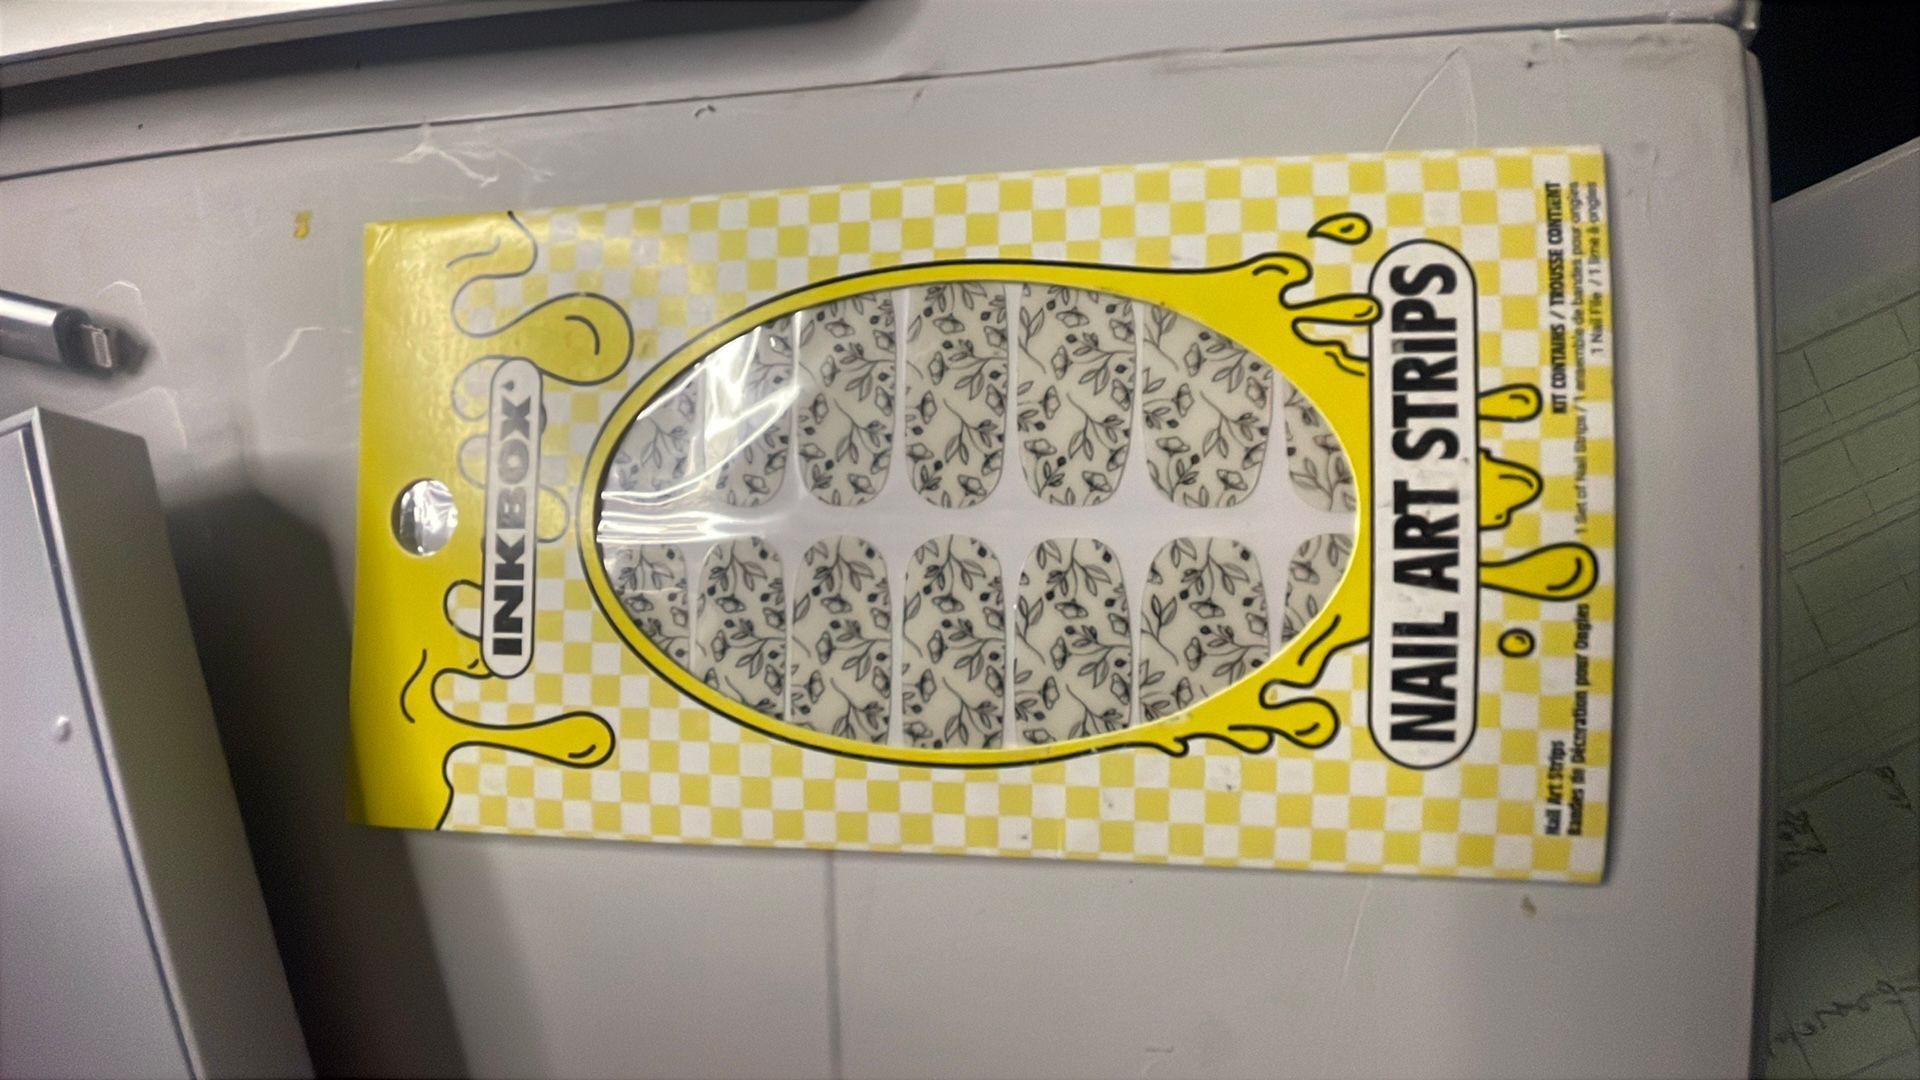 INKBOX
NAIL ART STRIPS
Nail Art Strips
Bandes de Décoration pour Ongles
KIT CONTAINS / TROUSSE CONTIENT
1 Set of Nail Strips / 1 ensemble de bandes pour ongles
1 Nail File / 1 lime à ongles